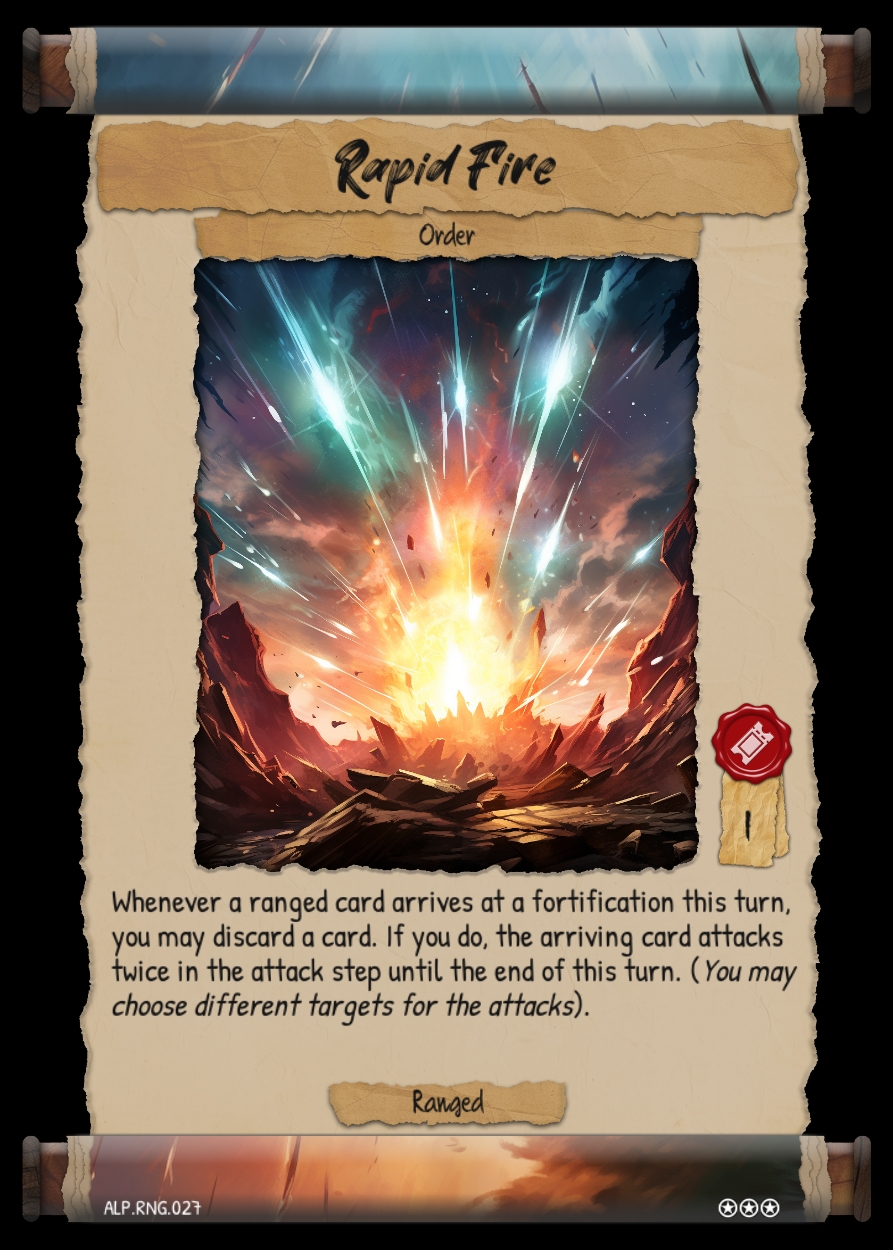 Rapid Fire
Order
1
Whenever a ranged card arrives at a fortification this turn,
you may discard a card. If you do, the arriving card attacks
twice in the attack step until the end of this turn. (You may
choose different targets for the attacks).
Ranged
ALP.RNG.027